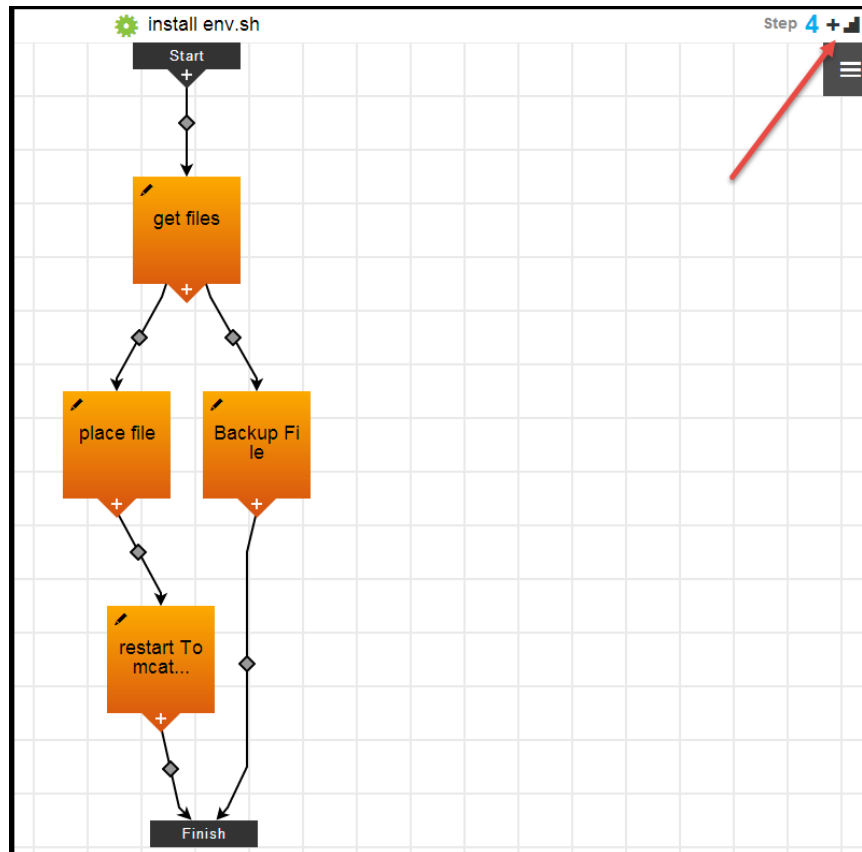 install env.sh
Step 4 +
Start
+
get files
+
place file
Backup Fi
le
+
+
restart To
mcat...
+
Finish